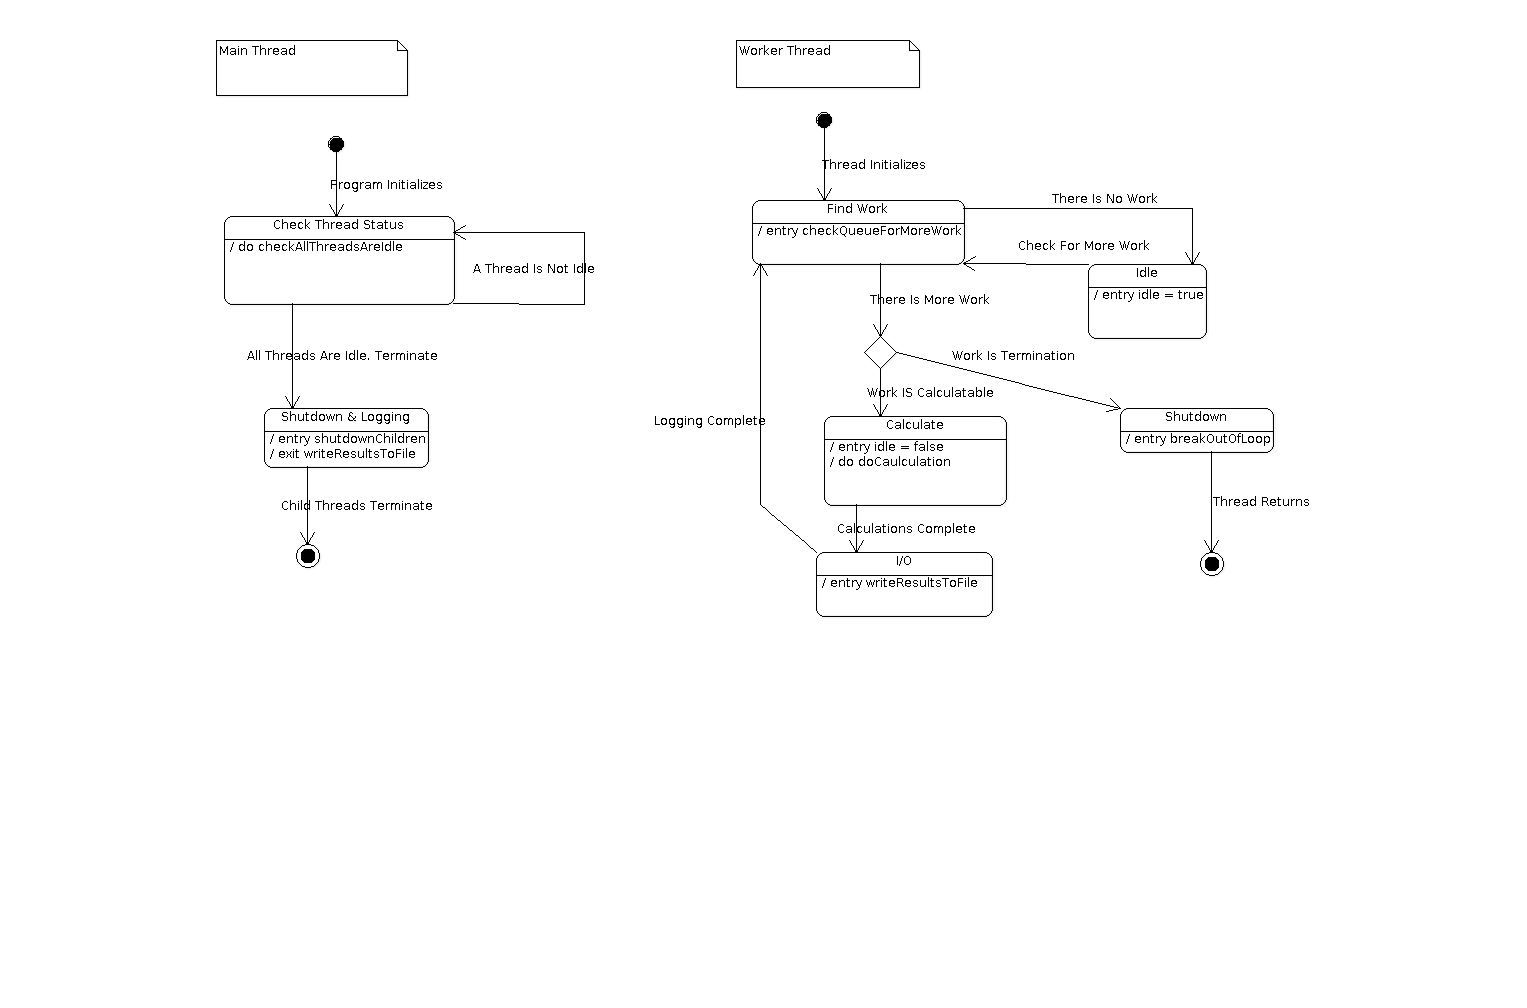 Main Thread
Program Initializes
Check Thread Status
/ do checkAllThreadsAreIdle
A Thread Is Not Idle
All Threads Are Idle. Terminate
Shutdown & Logging
/ entry shutdownChildren
/ exit writeResultsToFile
Child Threads Terminate
Worker Thread
Thread Initializes
Find Work
/ entry checkQueueForMoreWork
There Is No Work
Check For More Work
Idle
/ entry idle = true
There Is More Work
Work Is Termination
Work IS Calculatable
Logging Complete
Calculate
/ entry idle = false
/ do doCaulculation
Shutdown
/ entry breakOutOfLoop
Calculations Complete
Thread Returns
I/O
/ entry writeResultsToFile